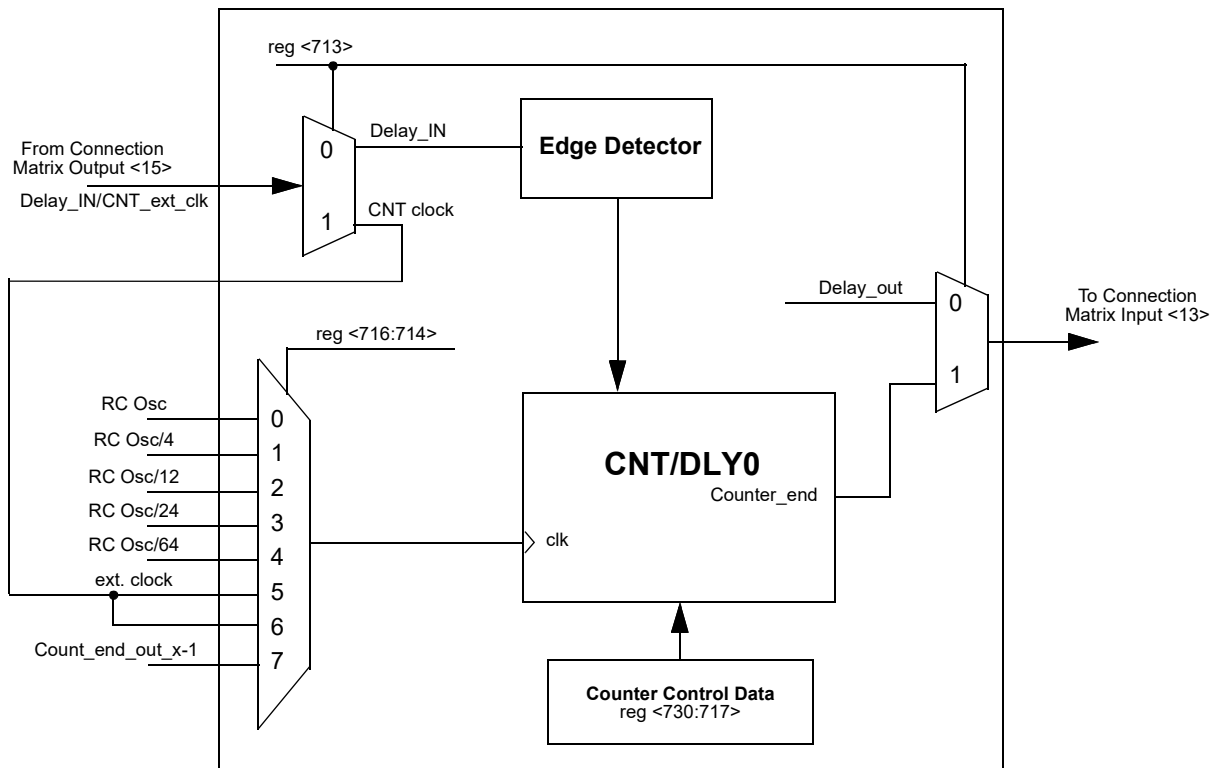 reg <713>
From Connection
Matrix Output <15>
Delay_IN/CNT_ext_clk
0
1
Delay_IN
CNT clock
Edge Detector
Delay_out
0
1
To Connection
Matrix Input <13>
reg <716:714>
RC Osc
RC Osc/4
RC Osc/12
RC Osc/24
RC Osc/64
ext. clock
Count_end_out_x-1
0
1
2
3
4
5
6
7
CNT/DLY0
Counter_end
clk
Counter Control Data
reg <730:717>